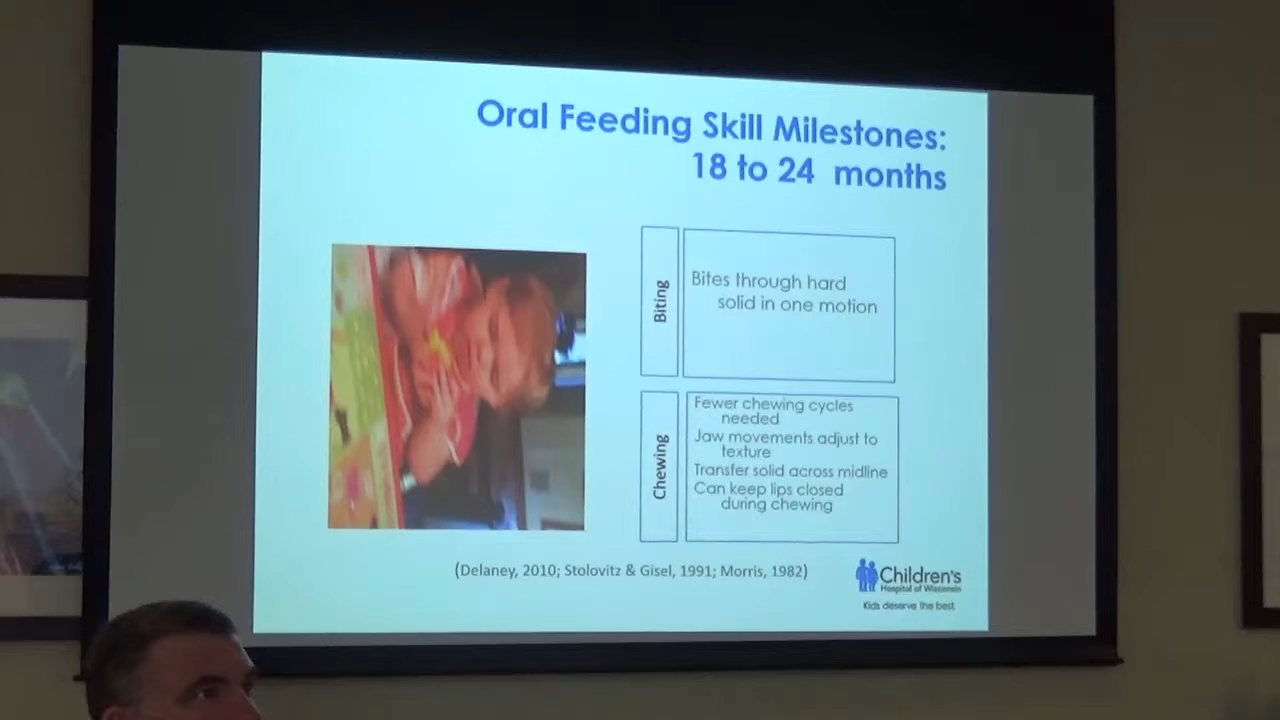 Oral Feeding Skill Milestones:
18 to 24 months
Biting
Bites through hard
solid in one motion
Chewing
Fewer chewing cycles
needed
Jaw movements adjust to
texture
Transfer solid across midline
Can keep lips closed
during chewing
(Delaney, 2010; Stolovitz & Gisel, 1991; Morris, 1982)
Children's
Hospital of Wisconsin
Kids deserve the best.